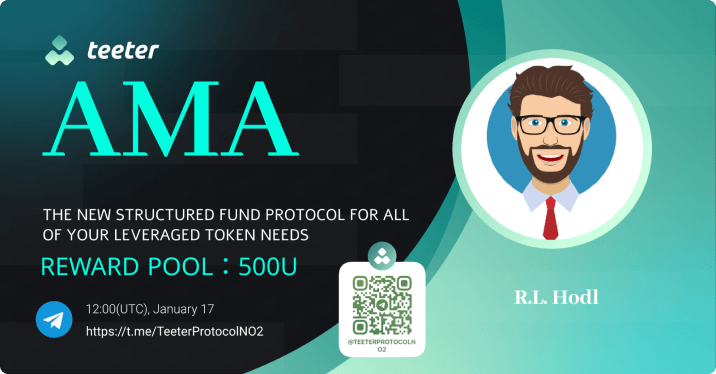 teeter
AMA
THE NEW STRUCTURED FUND PROTOCOL FOR ALL
OF YOUR LEVERAGED TOKEN NEEDS
REWARD POOL：500U
12:00(UTC), January 17
https://t.me/TeeterProtocolNO2
@TEETERPROTOCOLN
O2
R.L. Hodl